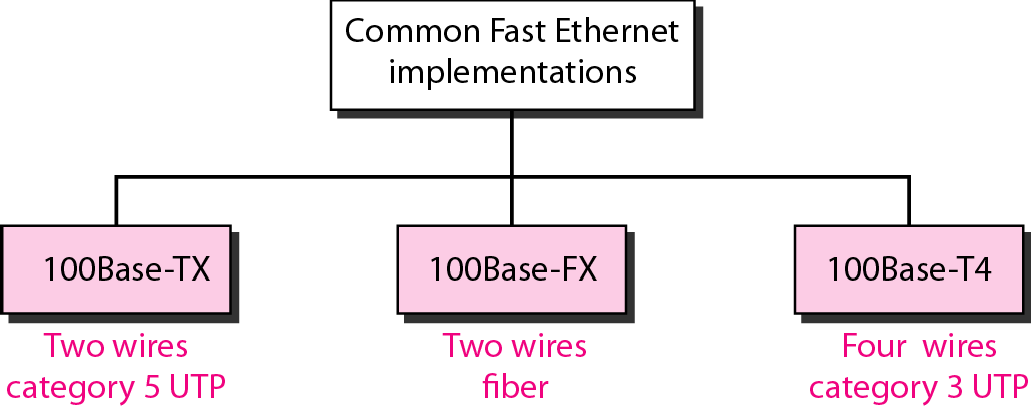 Common Fast Ethernet
implementations
100Base-TX
100Base-FX
100Base-T4
Two wires
category 5 UTP
Two wires
fiber
Four wires
category 3 UTP